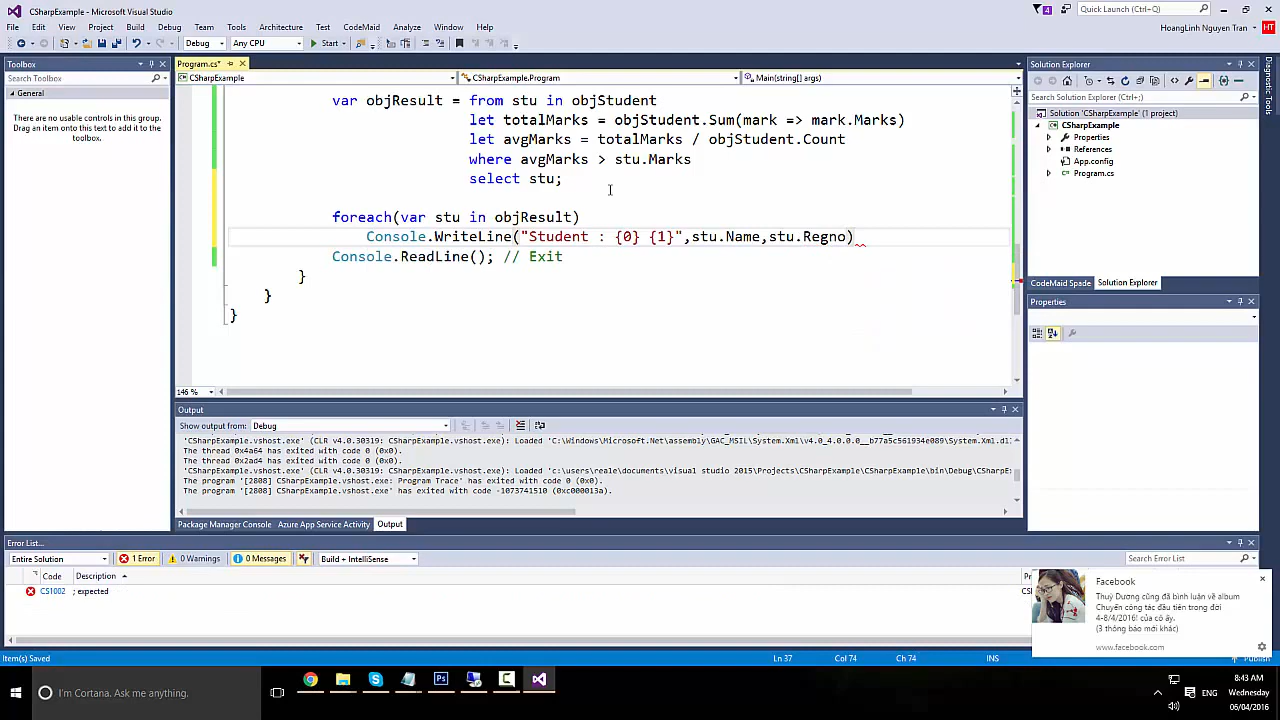 CSharpExample - Microsoft Visual Studio
4
Quick Launch (Ctrl+Q)
File Edit View Project Build Debug Team Tools Architecture Test CodeMaid Analyze Window Help
HoangLinh Nguyen Tran
HT
Debug Any CPU Start
Toolbox
Search Toolbox
General
There are no usable controls in this group. Drag an item onto this text to add it to the toolbox.
Program.cs*
CSharpExample CSharpExample.Program Main(string[] args)
var objResult = from stu in objStudent
let totalMarks = objStudent.Sum(mark => mark.Marks)
let avgMarks = totalMarks / objStudent.Count
where avgMarks > stu.Marks
select stu;
foreach(var stu in objResult)
Console.WriteLine("Student : {0} {1}",stu.Name,stu.Regno)
Console.ReadLine(); // Exit
}
}
}
146 %
Solution Explorer
Search Solution Explorer (Ctrl+;)
Solution 'CSharpExample' (1 project)
CSharpExample
Properties
References
App.config
Program.cs
CodeMaid Spade Solution Explorer
Properties
Diagnostic Tools
Output
Show output from: Debug
'CSharpExample.vshost.exe' (CLR v4.0.30319: CSharpExample.vshost.exe): Loaded 'C:\Windows\Microsoft.Net\assembly\GAC_MSIL\System.Xml\v4.0_4.0.0.0__b77a5c561934e089\System.Xml.dl
The thread 0x4a64 has exited with code 0 (0x0).
The thread 0x2ad4 has exited with code 0 (0x0).
'CSharpExample.vshost.exe' (CLR v4.0.30319: CSharpExample.vshost.exe): Loaded 'c:\users\reale\documents\visual studio 2015\Projects\CSharpExample\CSharpExample\bin\Debug\CSharpE
The program '[2808] CSharpExample.vshost.exe: Program Trace' has exited with code 0 (0x0).
The program '[2808] CSharpExample.vshost.exe' has exited with code -1073741510 (0xc000013a).
Package Manager Console Azure App Service Activity Output
Error List...
Entire Solution 1 Error 0 Warnings 0 Messages Build + IntelliSense
Search Error List
Code Description
CS1002 ; expected
Facebook
Thuỳ Dương cũng đã bình luận về album
Chuyến công tác đầu tiên trong đời
4-8/4/2016! của cô ấy.
(3 thông báo mới khác)
www.facebook.com
Item(s) Saved Ln 37 Col 74 Ch 74 INS Publish
I'm Cortana. Ask me anything.
ENG
8:43 AM
Wednesday
06/04/2016